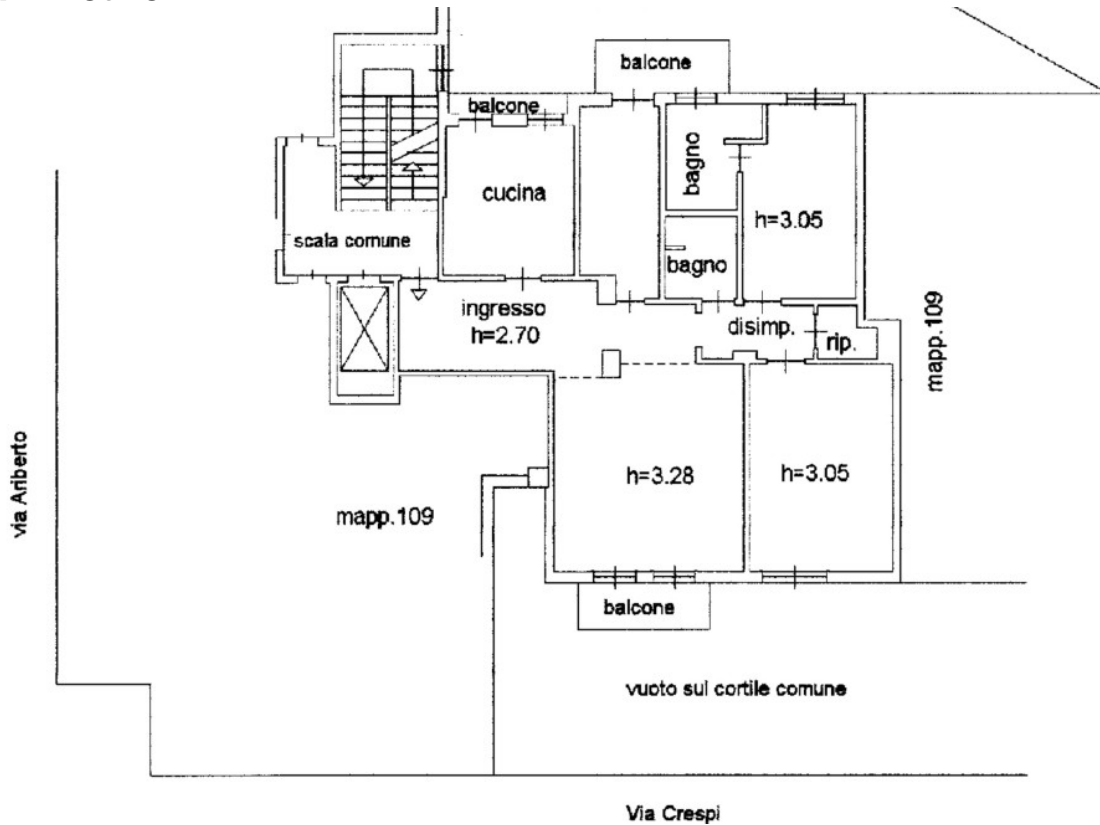 balcone
balcone
cucina
bagno
h=3.05
scala comune
bagno
ingresso
h=2.70
disimp.
rip.
mapp.109
via Ariberto
h=3.28
h=3.05
mapp.109
balcone
vuoto sul cortile comune
Via Crespi